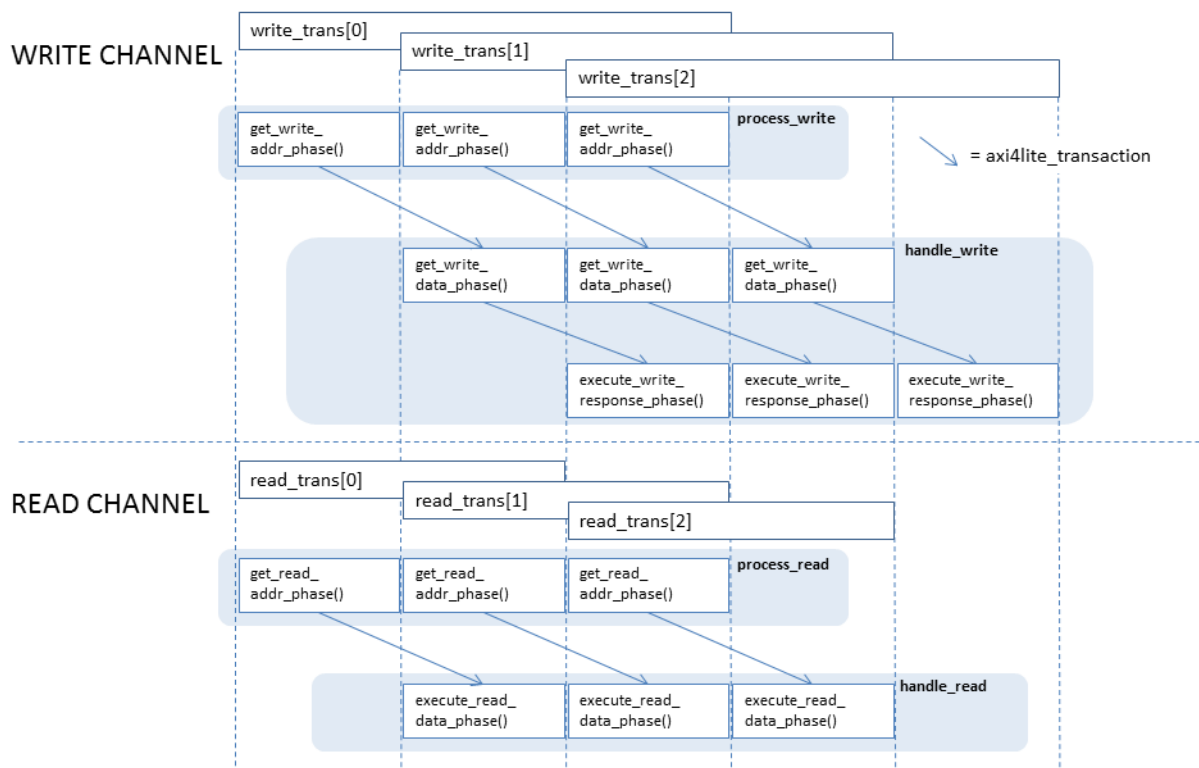 write_trans[0]
WRITE CHANNEL
write_trans[1]
write_trans[2]
process_write
get_write_
addr_phase()
get_write_
addr_phase()
get_write_
addr_phase()
= axi4lite_transaction
handle_write
get_write_
data_phase()
get_write_
data_phase()
get_write_
data_phase()
execute_write_
response_phase()
execute_write_
response_phase()
execute_write_
response_phase()
read_trans[0]
READ CHANNEL
read_trans[1]
read_trans[2]
process_read
get_read_
addr_phase()
get_read_
addr_phase()
get_read_
addr_phase()
handle_read
execute_read_
data_phase()
execute_read_
data_phase()
execute_read_
data_phase()